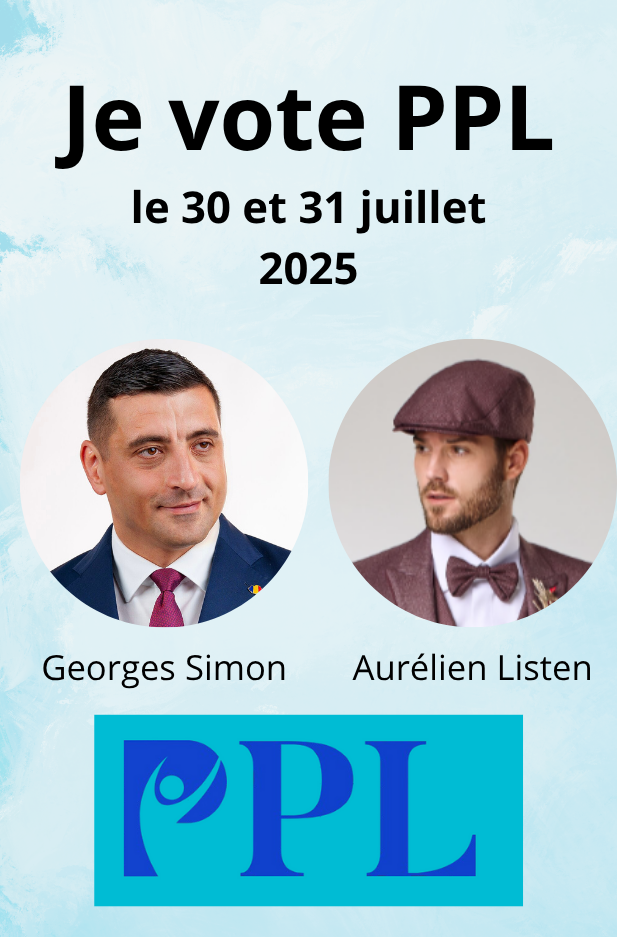 Je vote PPL
le 30 et 31 juillet
2025
Georges Simon
Aurélien Listen
PPL